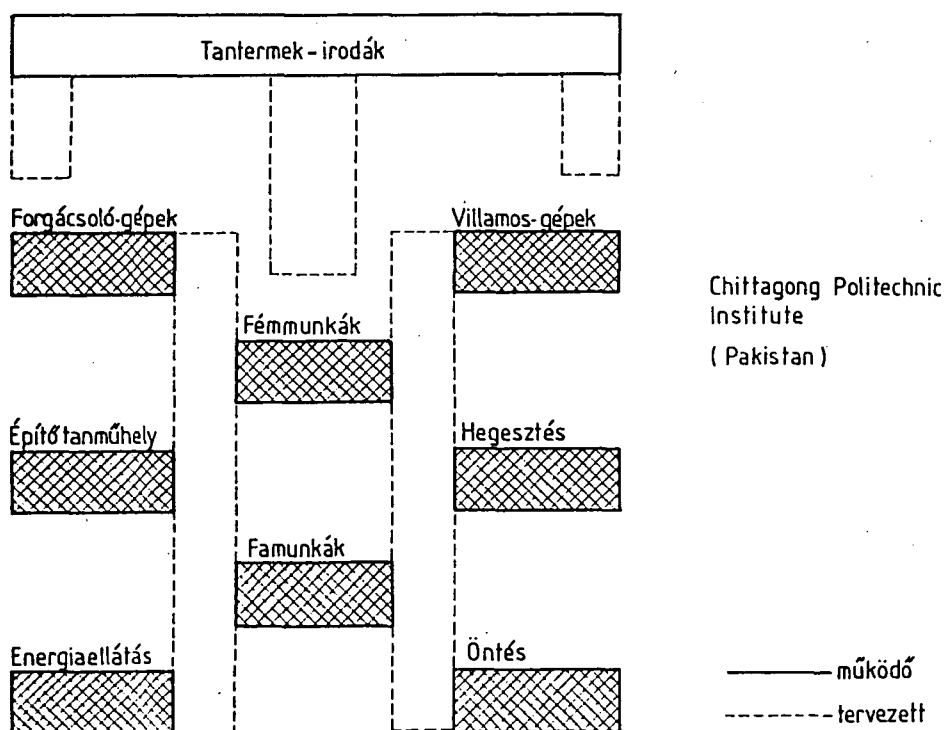 Tantermek-irodák
Forgácsoló-gépek
Villamos-gépek
Chittagong Politechnic
Institute
(Pakistan)
Fémmunkák
Építő tanműhely
Hegesztés
Famunkák
Energiaellátás
Öntés
működő
tervezett